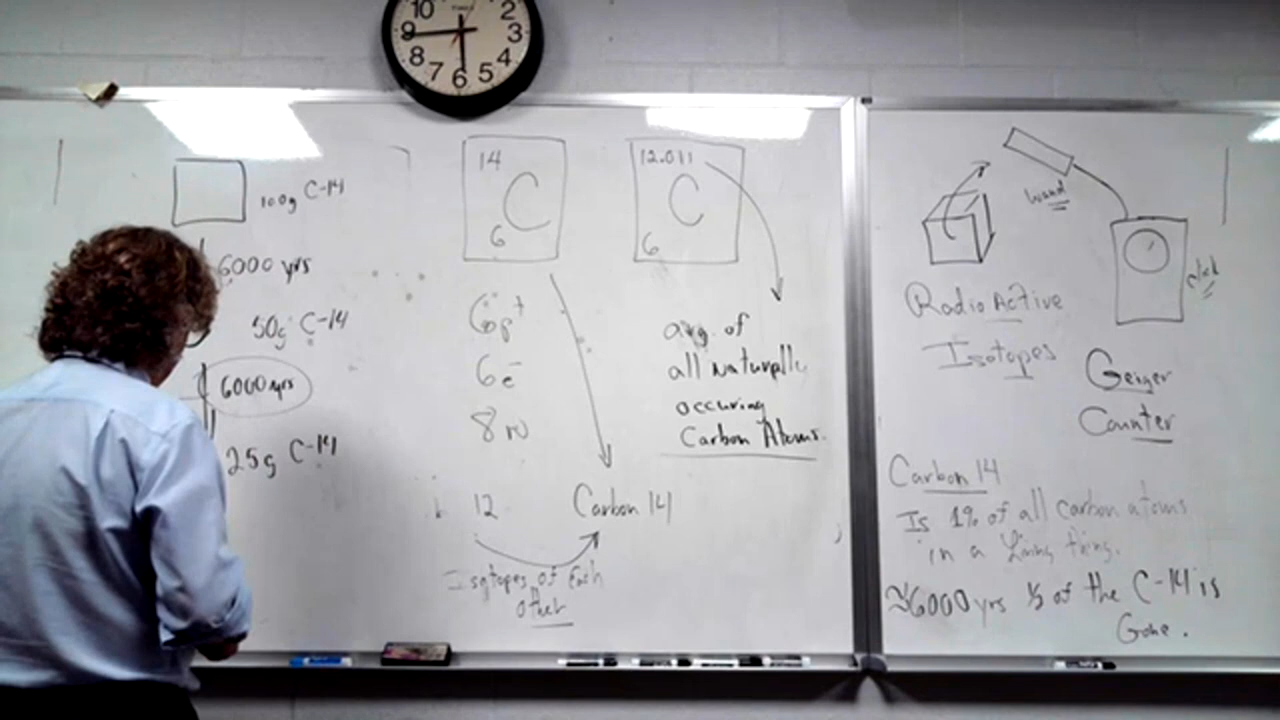 10
2
9
3
8
4
7
6
5
100g C-14
6000 yrs
50g C-14
6000 yrs
25g C-14
14
C
6
6p+
6e-
8n
12
Carbon 14
Isotopes of Each
Other
12.011
C
6
avg. of
all Naturally
occuring
Carbon Atoms.
wand
click
RadioActive
Isotopes
Geiger
Counter
Carbon 14
Is 1% of all carbon atoms
in a living thing.
≈6000 yrs ½ of the C-14 is
Gone.